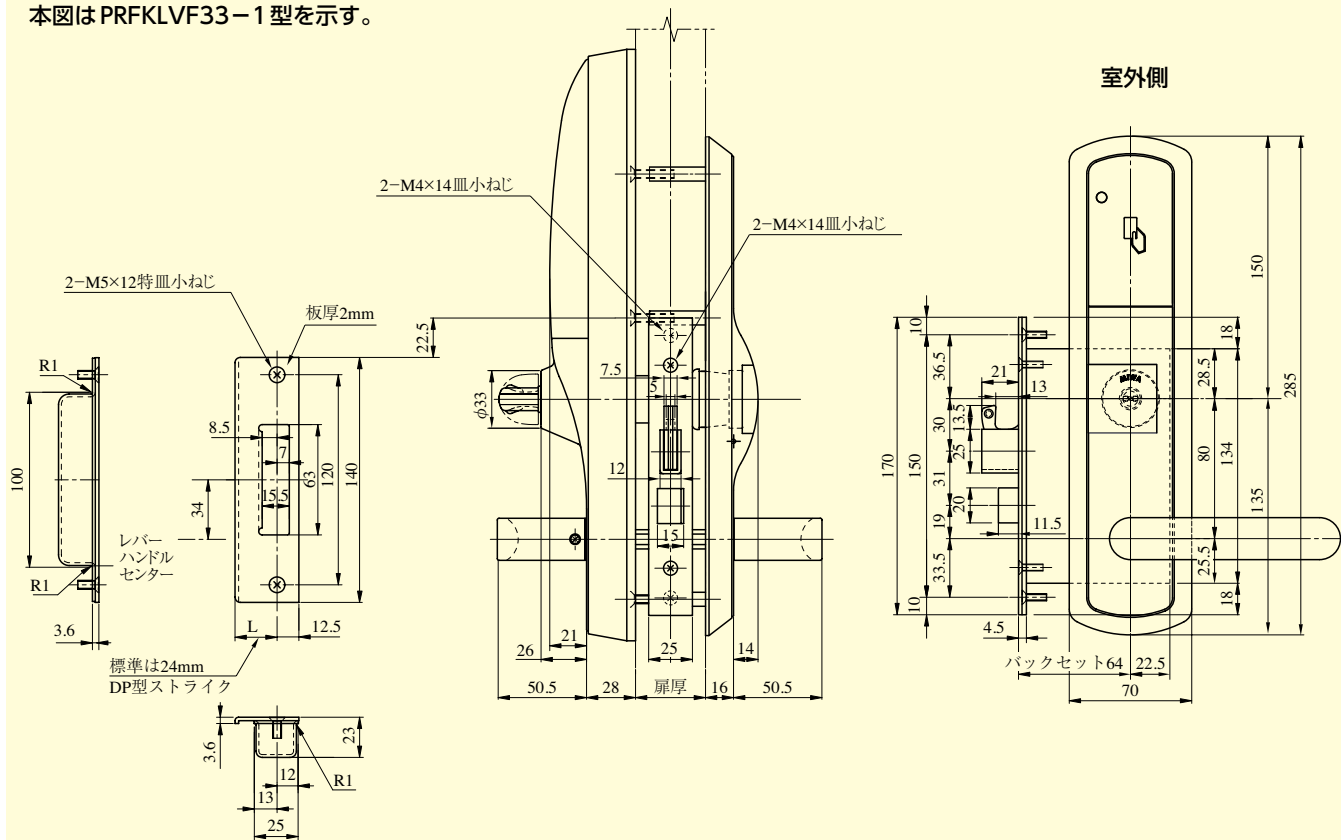 本図はPRFKLVF33−1型を示す。
室外側
2−M4×14皿小ねじ
2−M4×14皿小ねじ
2−M5×12特皿小ねじ
板厚2mm
22.5
R1
100
R1
3.6
8.5
7
15.5
63
120
140
34
レバー
ハンドル
センター
L
12.5
標準は24mm
DP型ストライク
3.6
23
12
R1
13
25
φ33
7.5
5
12
15
21
26
25
14
50.5
28
扉厚
16
50.5
10
36.5
21
13
13.5
30
25
31
20
19
11.5
33.5
10
150
170
4.5
バックセット64
22.5
70
MIWA
18
28.5
80
134
25.5
18
150
135
285